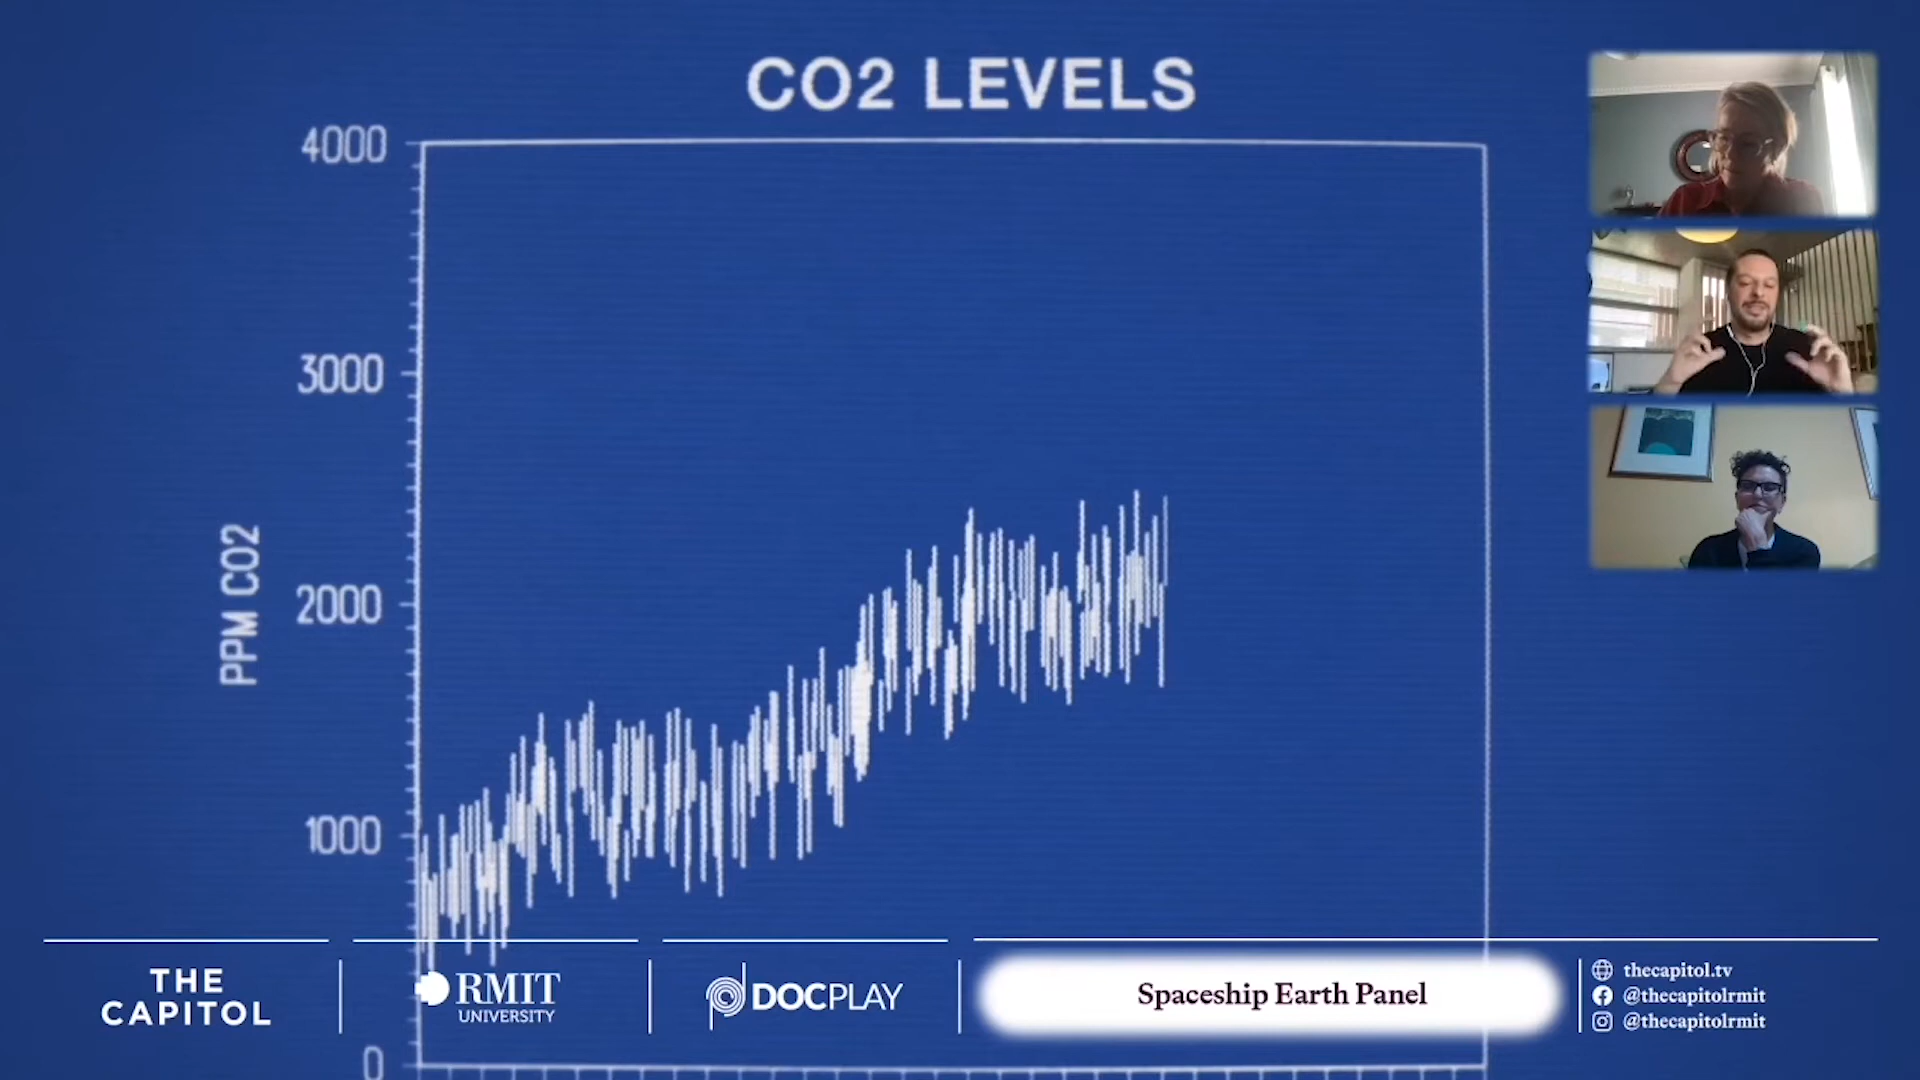 CO2 LEVELS
4000
3000
2000
1000
0
PPM CO2
THE
CAPITOL
RMIT
UNIVERSITY
DOCPLAY
Spaceship Earth Panel
thecapitol.tv
@thecapitolrmit
@thecapitolrmit